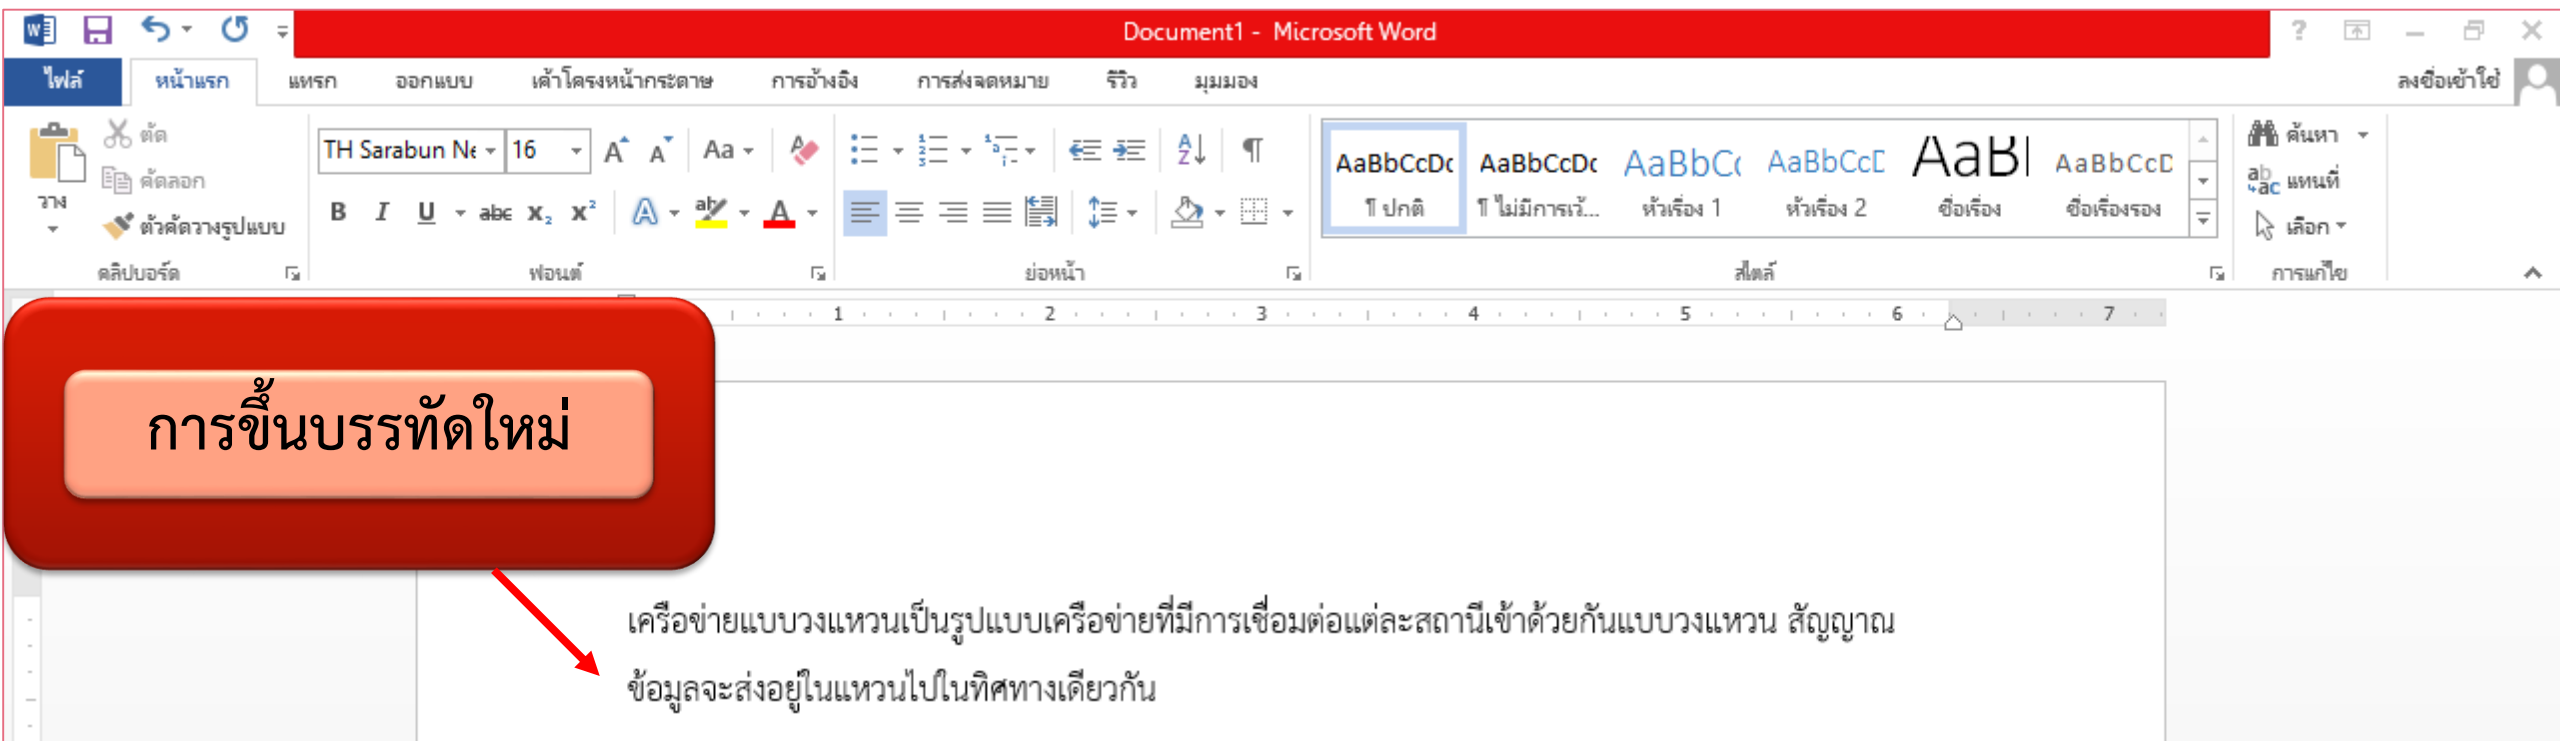 Document1 - Microsoft Word
ไฟล์ หน้าแรก แทรก ออกแบบ เค้าโครงหน้ากระดาษ การอ้างอิง การส่งจดหมาย รีวิว มุมมอง ลงชื่อเข้าใช้
วาง
ตัด
คัดลอก
ตัวคัดวางรูปแบบ
คลิปบอร์ด
TH Sarabun Ne 16
ฟอนต์
ย่อหน้า
AaBbCcDc AaBbCcDc AaBbCc AaBbCcC AaB AaBbCcD
¶ ปกติ ¶ ไม่มีการเว้... หัวเรื่อง 1 หัวเรื่อง 2 ชื่อเรื่อง ชื่อเรื่องรอง
สไตล์
ค้นหา
แทนที่
เลือก
การแก้ไข
1 2 3 4 5 6 7
การขึ้นบรรทัดใหม่
เครือข่ายแบบวงแหวนเป็นรูปแบบเครือข่ายที่มีการเชื่อมต่อแต่ละสถานีเข้าด้วยกันแบบวงแหวน สัญญาณ
ข้อมูลจะส่งอยู่ในแหวนไปในทิศทางเดียวกัน